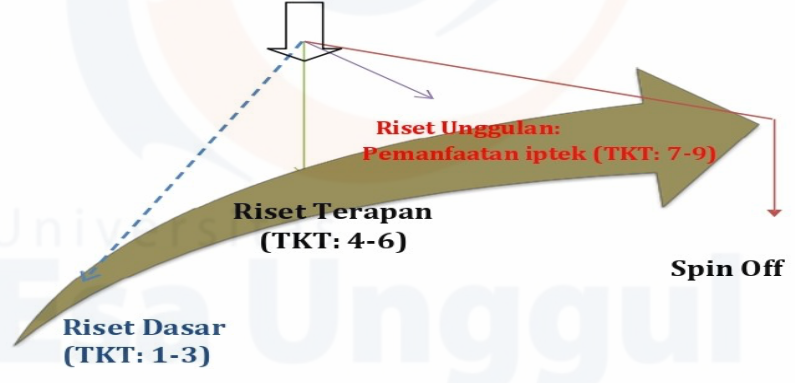 Riset Unggulan:
Pemanfaatan iptek (TKT: 7-9)
Riset Terapan
(TKT: 4-6)
Spin Off
Riset Dasar
(TKT: 1-3)
Universitas
Esa Unggul